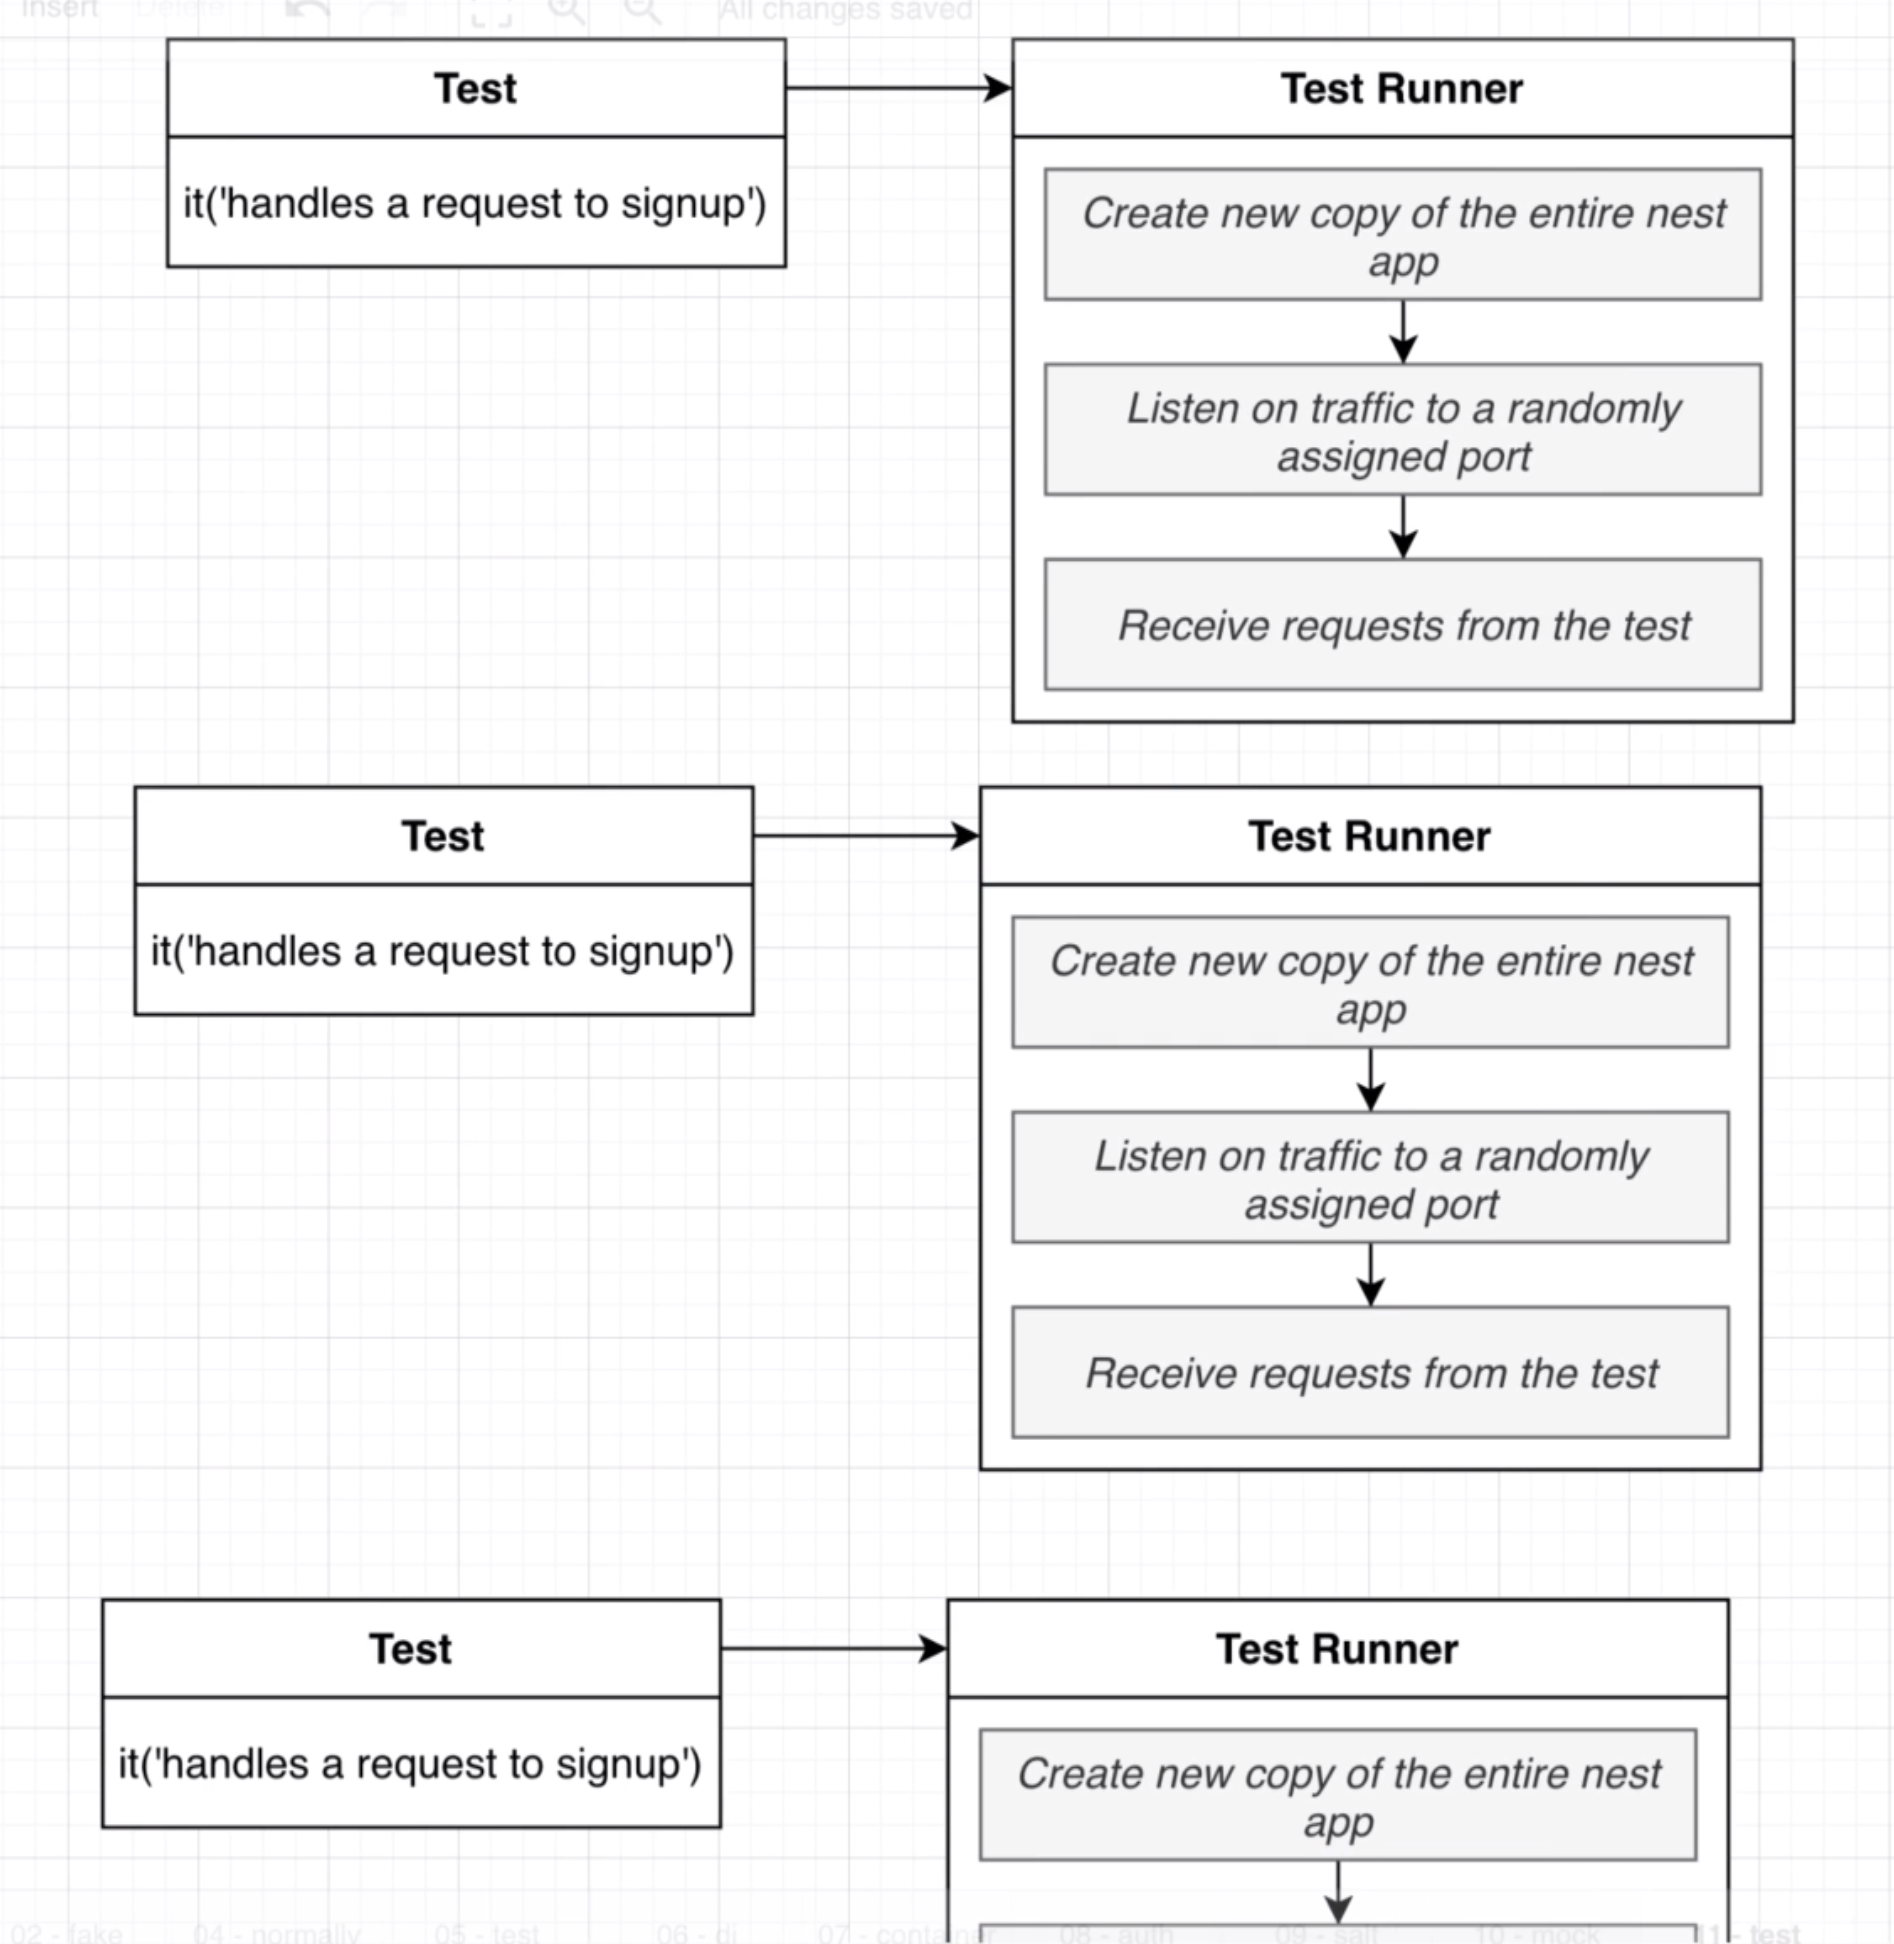 Insert Delete All changes saved
Test
it('handles a request to signup')
Test Runner
Create new copy of the entire nest
app
Listen on traffic to a randomly
assigned port
Receive requests from the test
Test
it('handles a request to signup')
Test Runner
Create new copy of the entire nest
app
Listen on traffic to a randomly
assigned port
Receive requests from the test
Test
it('handles a request to signup')
Test Runner
Create new copy of the entire nest
app
02 - fake 04 - normally 05 - test 06 - di 07 - container 08 - auth 09 - salt 10 - mock 11 - test